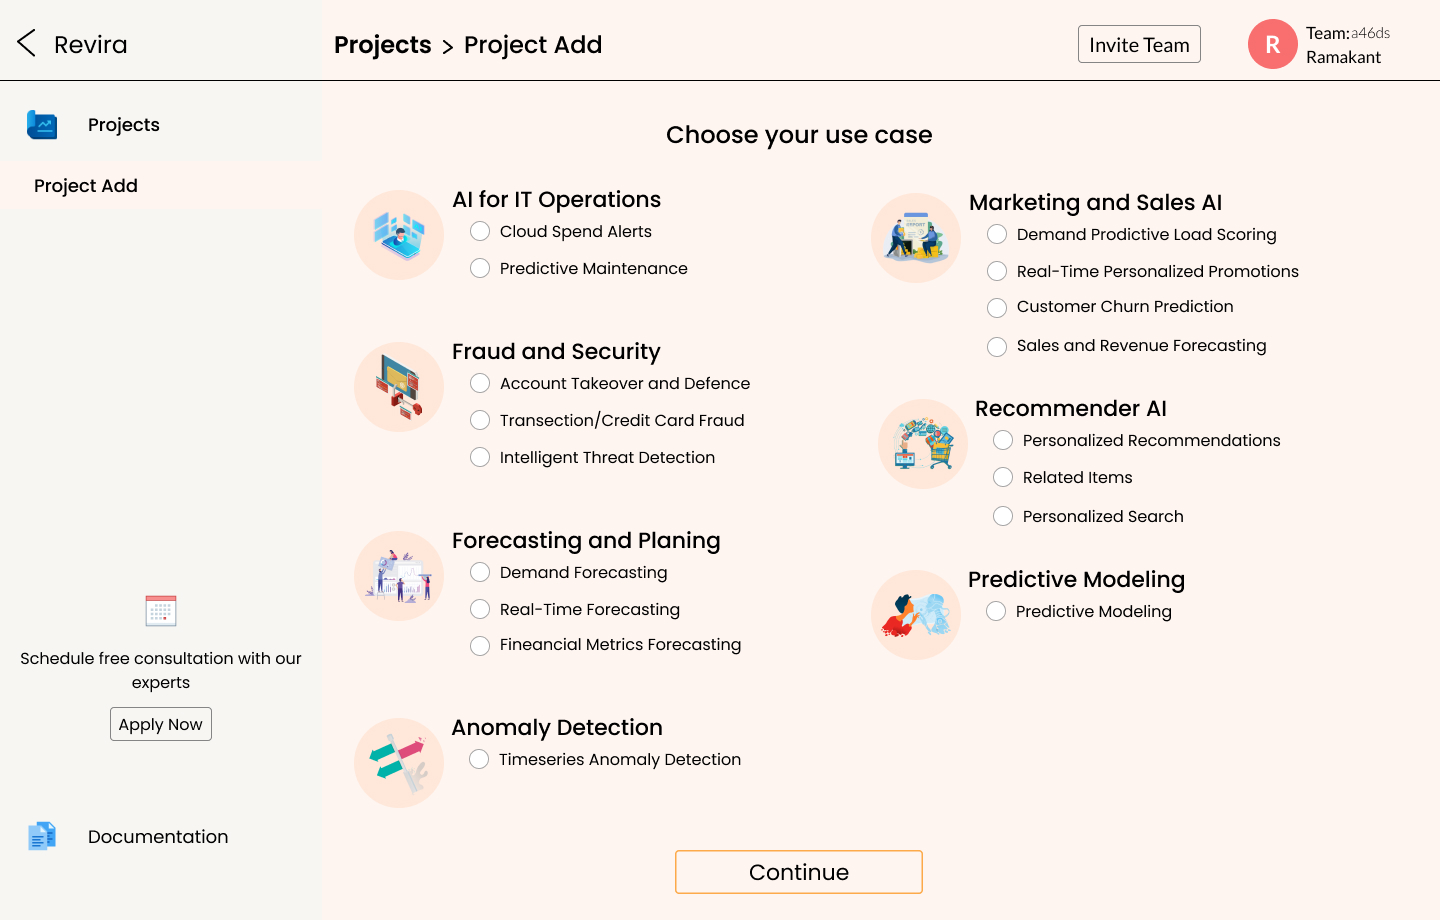 Revira
Projects > Project Add
Invite Team
R
Team:a46ds
Ramakant
Projects
Project Add
Schedule free consultation with our
experts
Apply Now
Documentation
Choose your use case
AI for IT Operations
Cloud Spend Alerts
Predictive Maintenance
Fraud and Security
Account Takeover and Defence
Transection/Credit Card Fraud
Intelligent Threat Detection
Forecasting and Planing
Demand Forecasting
Real-Time Forecasting
Fineancial Metrics Forecasting
Anomaly Detection
Timeseries Anomaly Detection
Marketing and Sales AI
Demand Prodictive Load Scoring
Real-Time Personalized Promotions
Customer Churn Prediction
Sales and Revenue Forecasting
Recommender AI
Personalized Recommendations
Related Items
Personalized Search
Predictive Modeling
Predictive Modeling
Continue